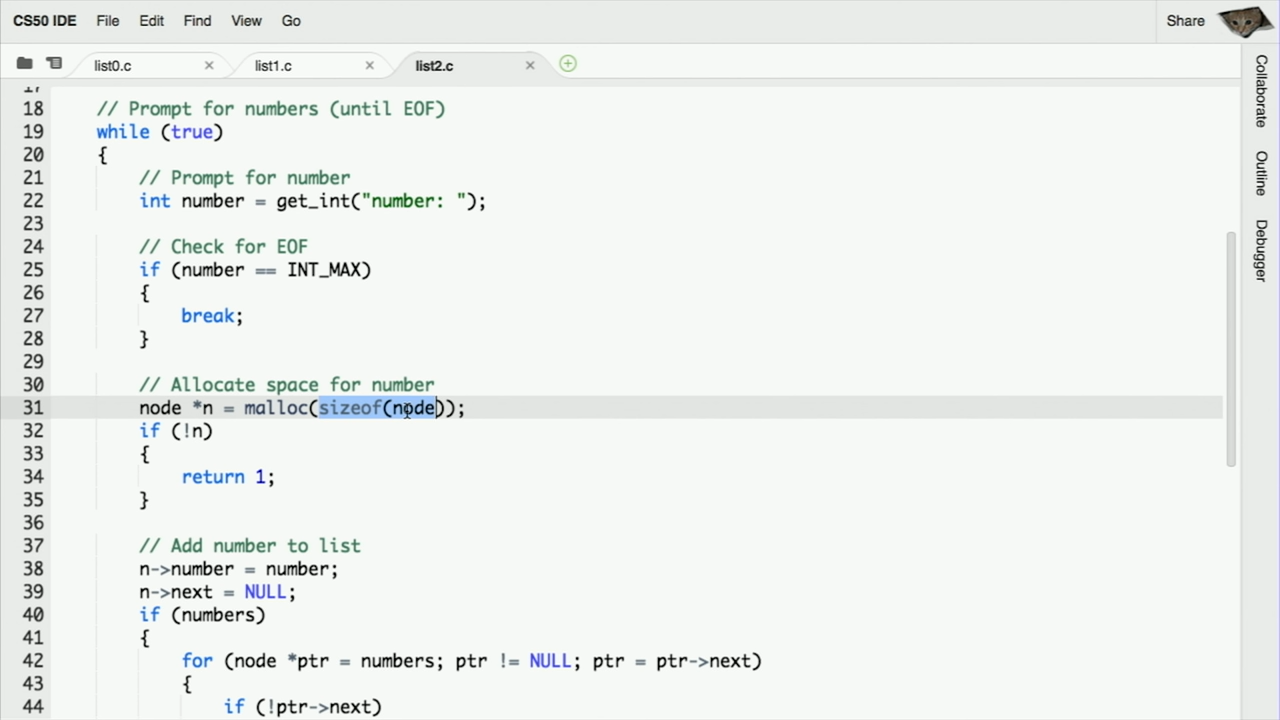 CS50 IDE File Edit Find View Go Share
list0.c × list1.c × list2.c ×
Collaborate
Outline
Debugger
17
18 // Prompt for numbers (until EOF)
19 while (true)
20 {
21 // Prompt for number
22 int number = get_int("number: ");
23
24 // Check for EOF
25 if (number == INT_MAX)
26 {
27 break;
28 }
29
30 // Allocate space for number
31 node *n = malloc(sizeof(node));
32 if (!n)
33 {
34 return 1;
35 }
36
37 // Add number to list
38 n->number = number;
39 n->next = NULL;
40 if (numbers)
41 {
42 for (node *ptr = numbers; ptr != NULL; ptr = ptr->next)
43 {
44 if (!ptr->next)